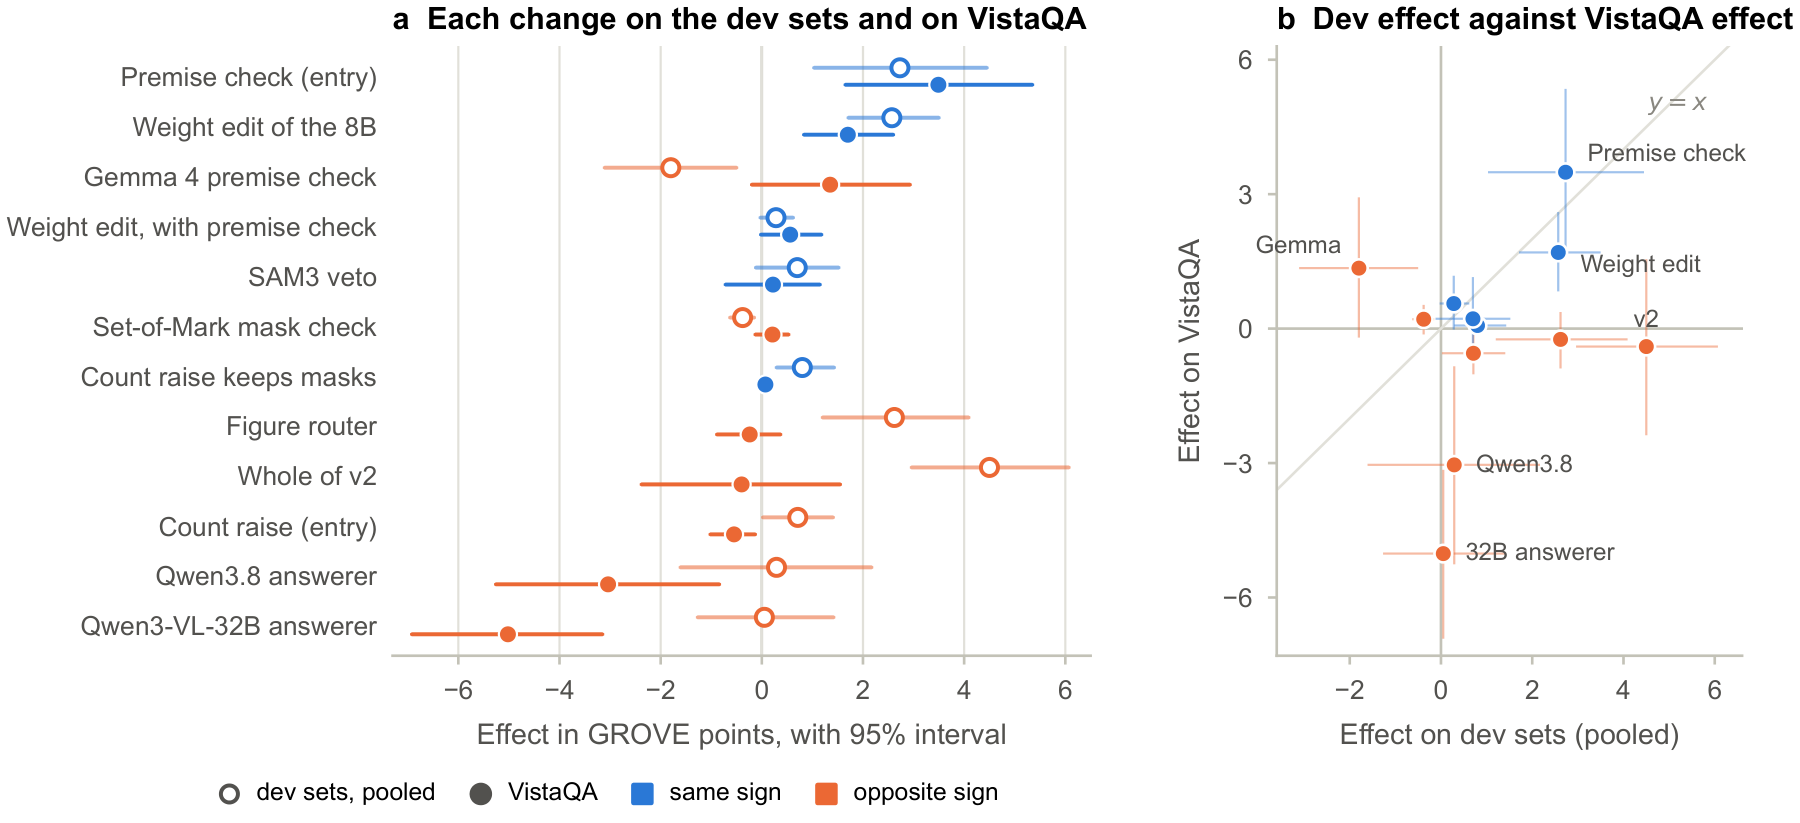 a Each change on the dev sets and on VistaQA
Premise check (entry)
Weight edit of the 8B
Gemma 4 premise check
Weight edit, with premise check
SAM3 veto
Set-of-Mark mask check
Count raise keeps masks
Figure router
Whole of v2
Count raise (entry)
Qwen3.8 answerer
Qwen3-VL-32B answerer
−6 −4 −2 0 2 4 6
Effect in GROVE points, with 95% interval
dev sets, pooled VistaQA same sign opposite sign
b Dev effect against VistaQA effect
Effect on VistaQA
6
3
0
−3
−6
y = x
Premise check
Gemma
Weight edit
v2
Qwen3.8
32B answerer
−2 0 2 4 6
Effect on dev sets (pooled)